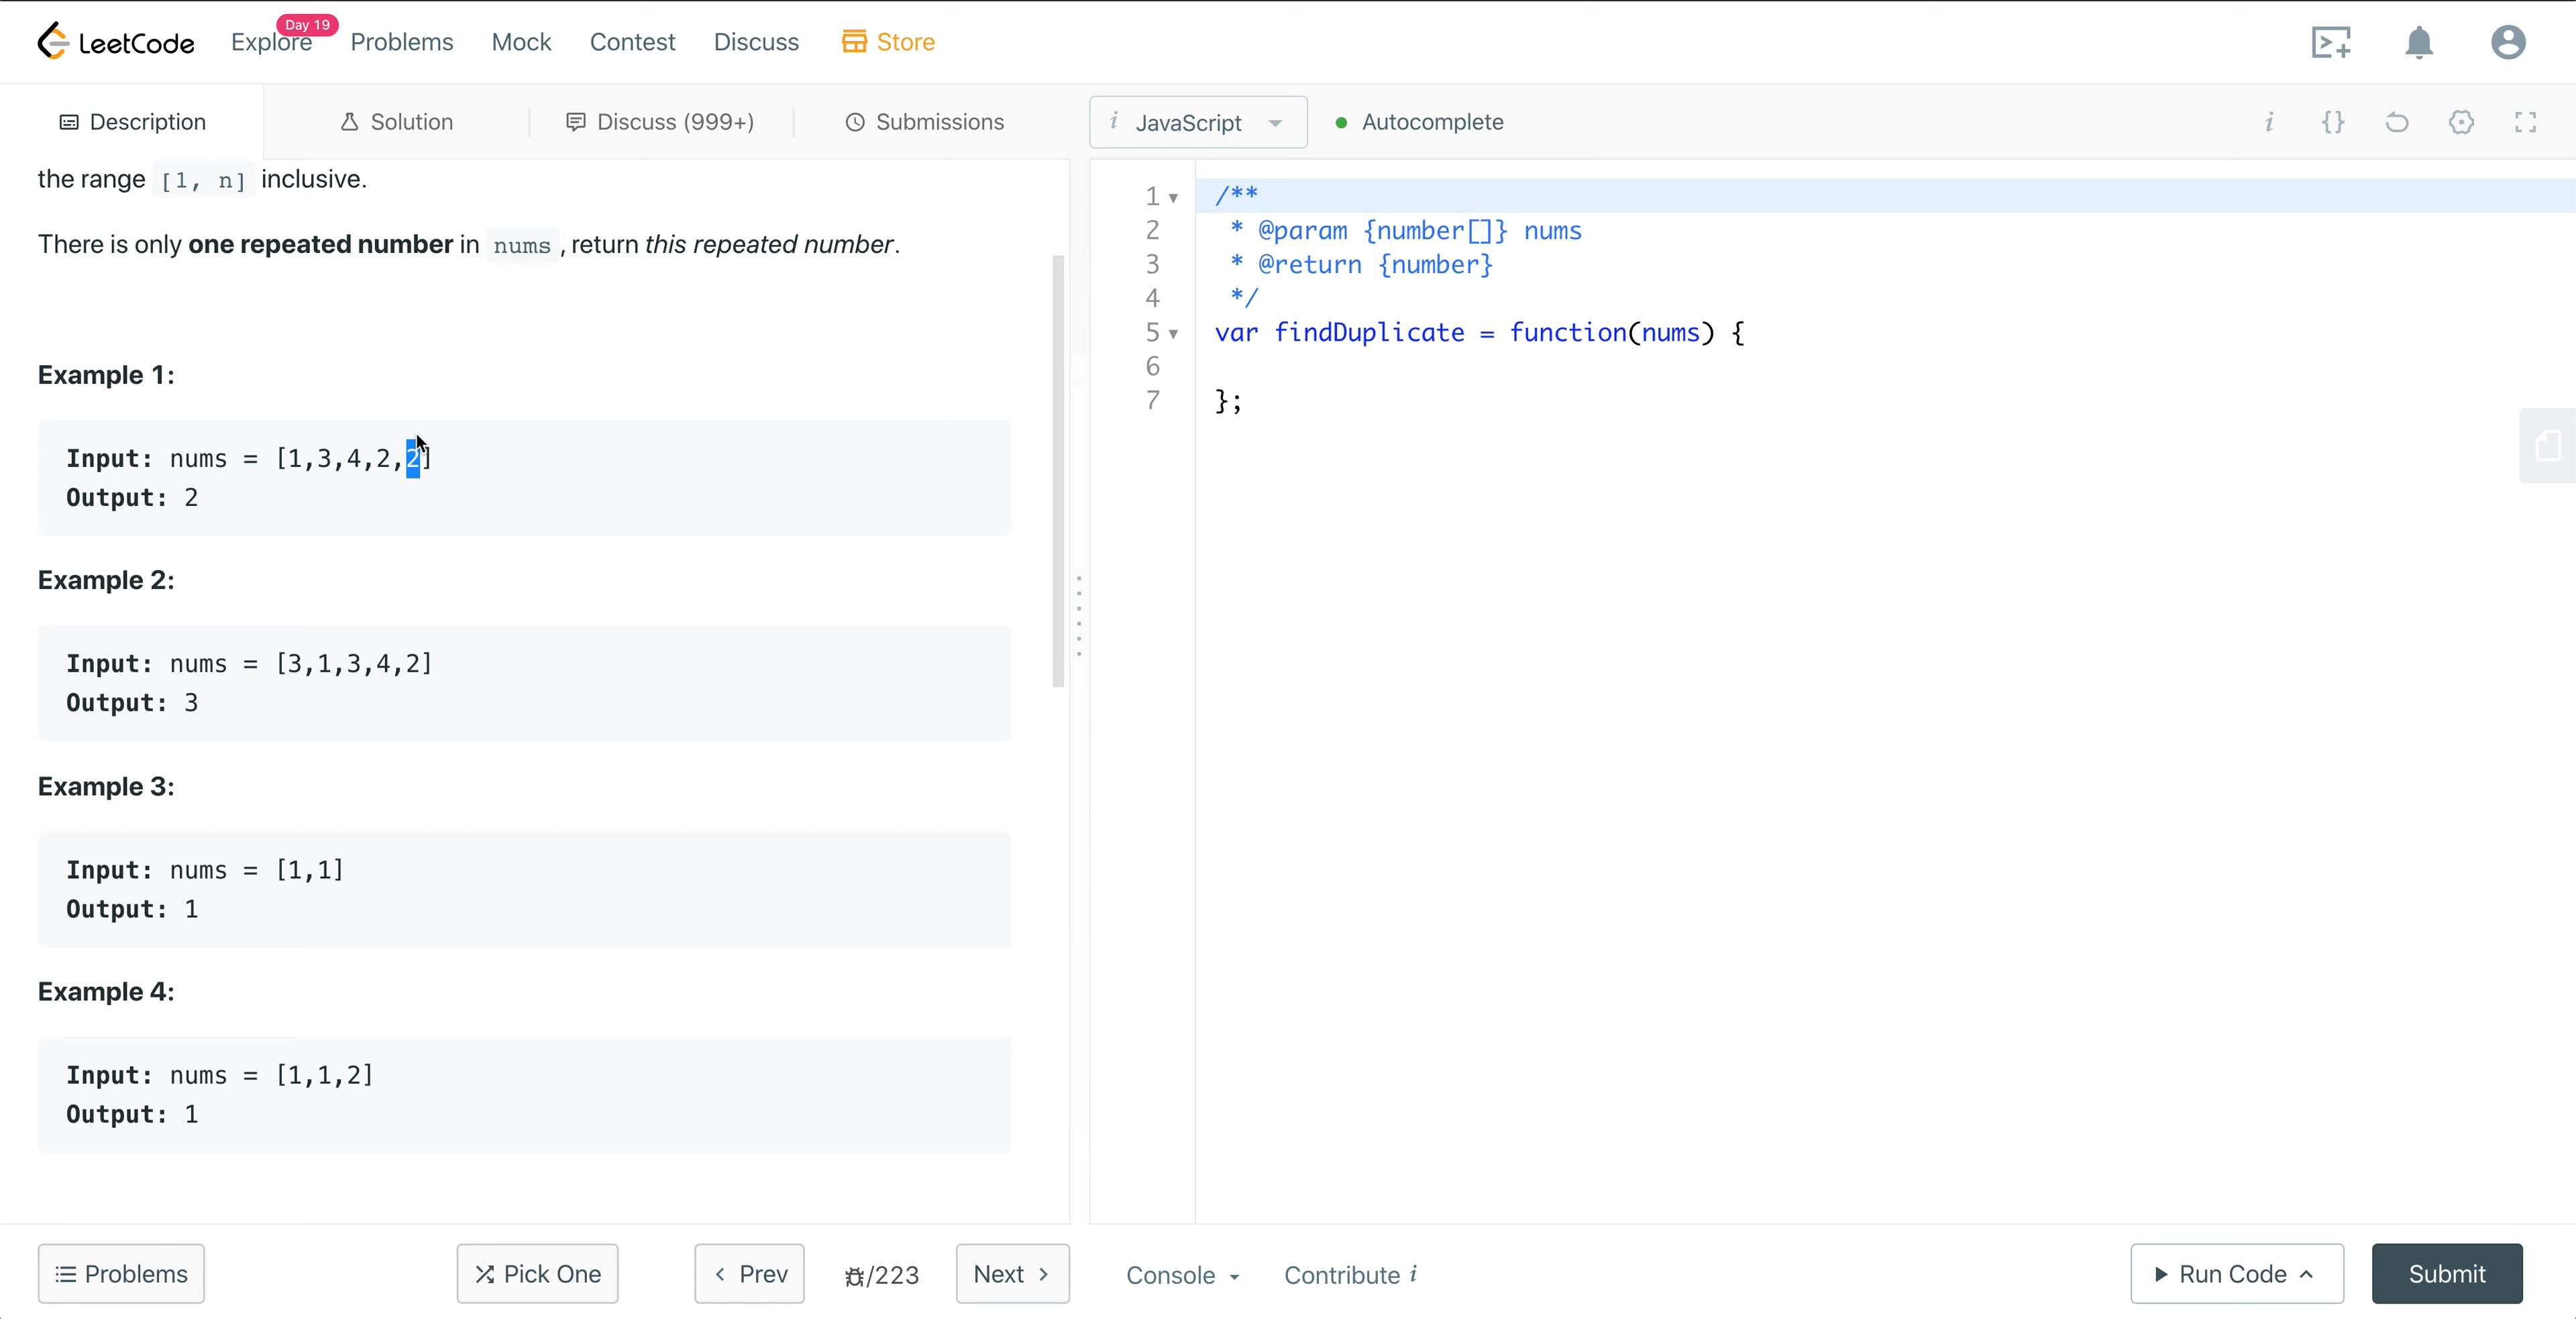 LeetCode Explore Day 19 Problems Mock Contest Discuss Store
Description Solution Discuss (999+) Submissions
i JavaScript Autocomplete i {}
the range [1, n] inclusive.
There is only one repeated number in nums , return this repeated number.
Example 1:
Input: nums = [1,3,4,2,2]
Output: 2
Example 2:
Input: nums = [3,1,3,4,2]
Output: 3
Example 3:
Input: nums = [1,1]
Output: 1
Example 4:
Input: nums = [1,1,2]
Output: 1
1 /**
2 * @param {number[]} nums
3 * @return {number}
4 */
5 var findDuplicate = function(nums) {
6
7 };
Problems Pick One Prev /223 Next Console Contribute i Run Code Submit